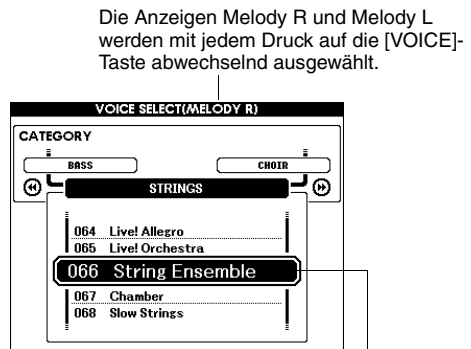 Die Anzeigen Melody R und Melody L
werden mit jedem Druck auf die [VOICE]-
Taste abwechselnd ausgewählt.
VOICE SELECT(MELODY R)
CATEGORY
BASS CHOIR
STRINGS
064 Live! Allegro
065 Live! Orchestra
066 String Ensemble
067 Chamber
068 Slow Strings